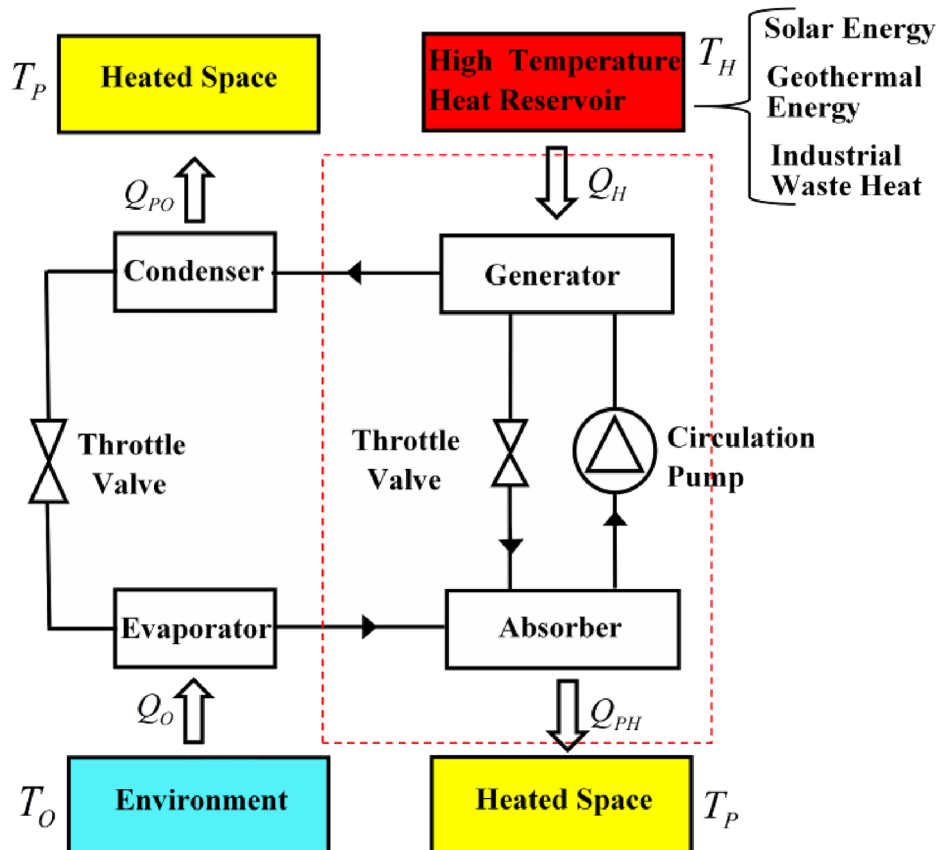 T_P
Heated Space
High Temperature
Heat Reservoir
T_H
Solar Energy
Geothermal
Energy
Industrial
Waste Heat
Q_PO
Q_H
Condenser
Generator
Throttle
Valve
Throttle
Valve
Circulation
Pump
Evaporator
Absorber
Q_O
Q_PH
T_O
Environment
Heated Space
T_P